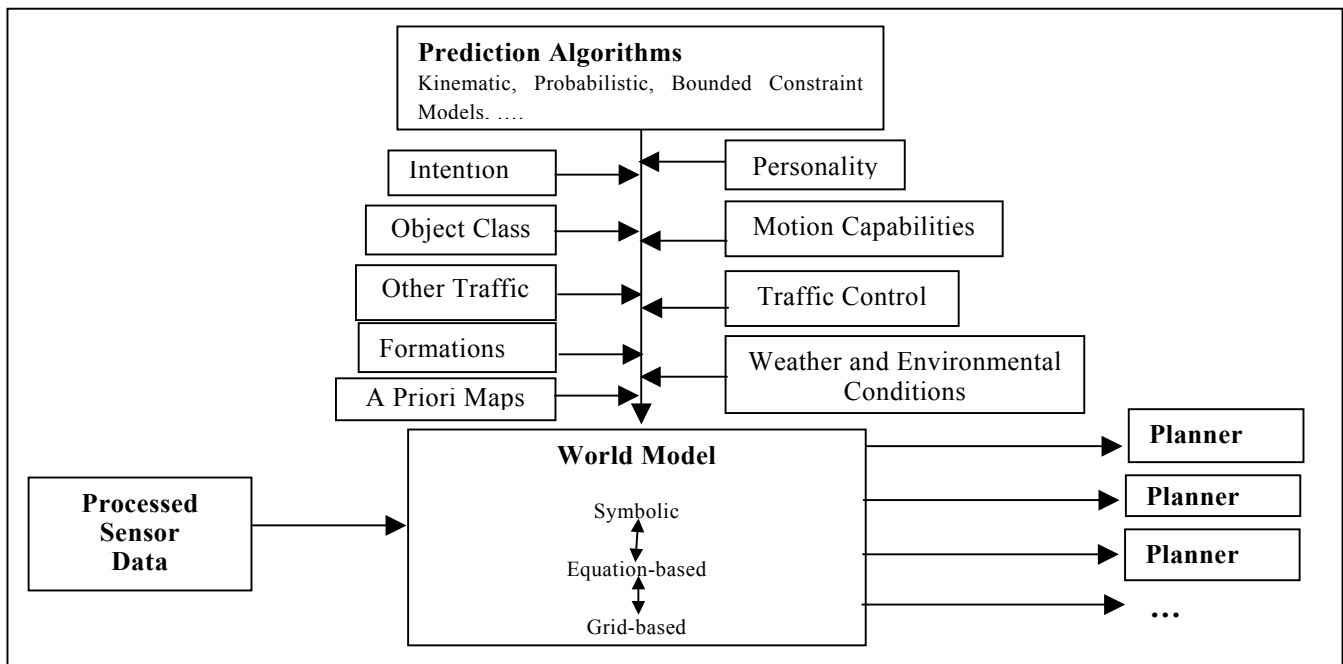 Prediction Algorithms
Kinematic, Probabilistic, Bounded Constraint
Models. ….
Intention
Personality
Object Class
Motion Capabilities
Other Traffic
Traffic Control
Formations
Weather and Environmental
Conditions
A Priori Maps
World Model
Symbolic
Equation-based
Grid-based
Processed
Sensor
Data
Planner
Planner
Planner
…